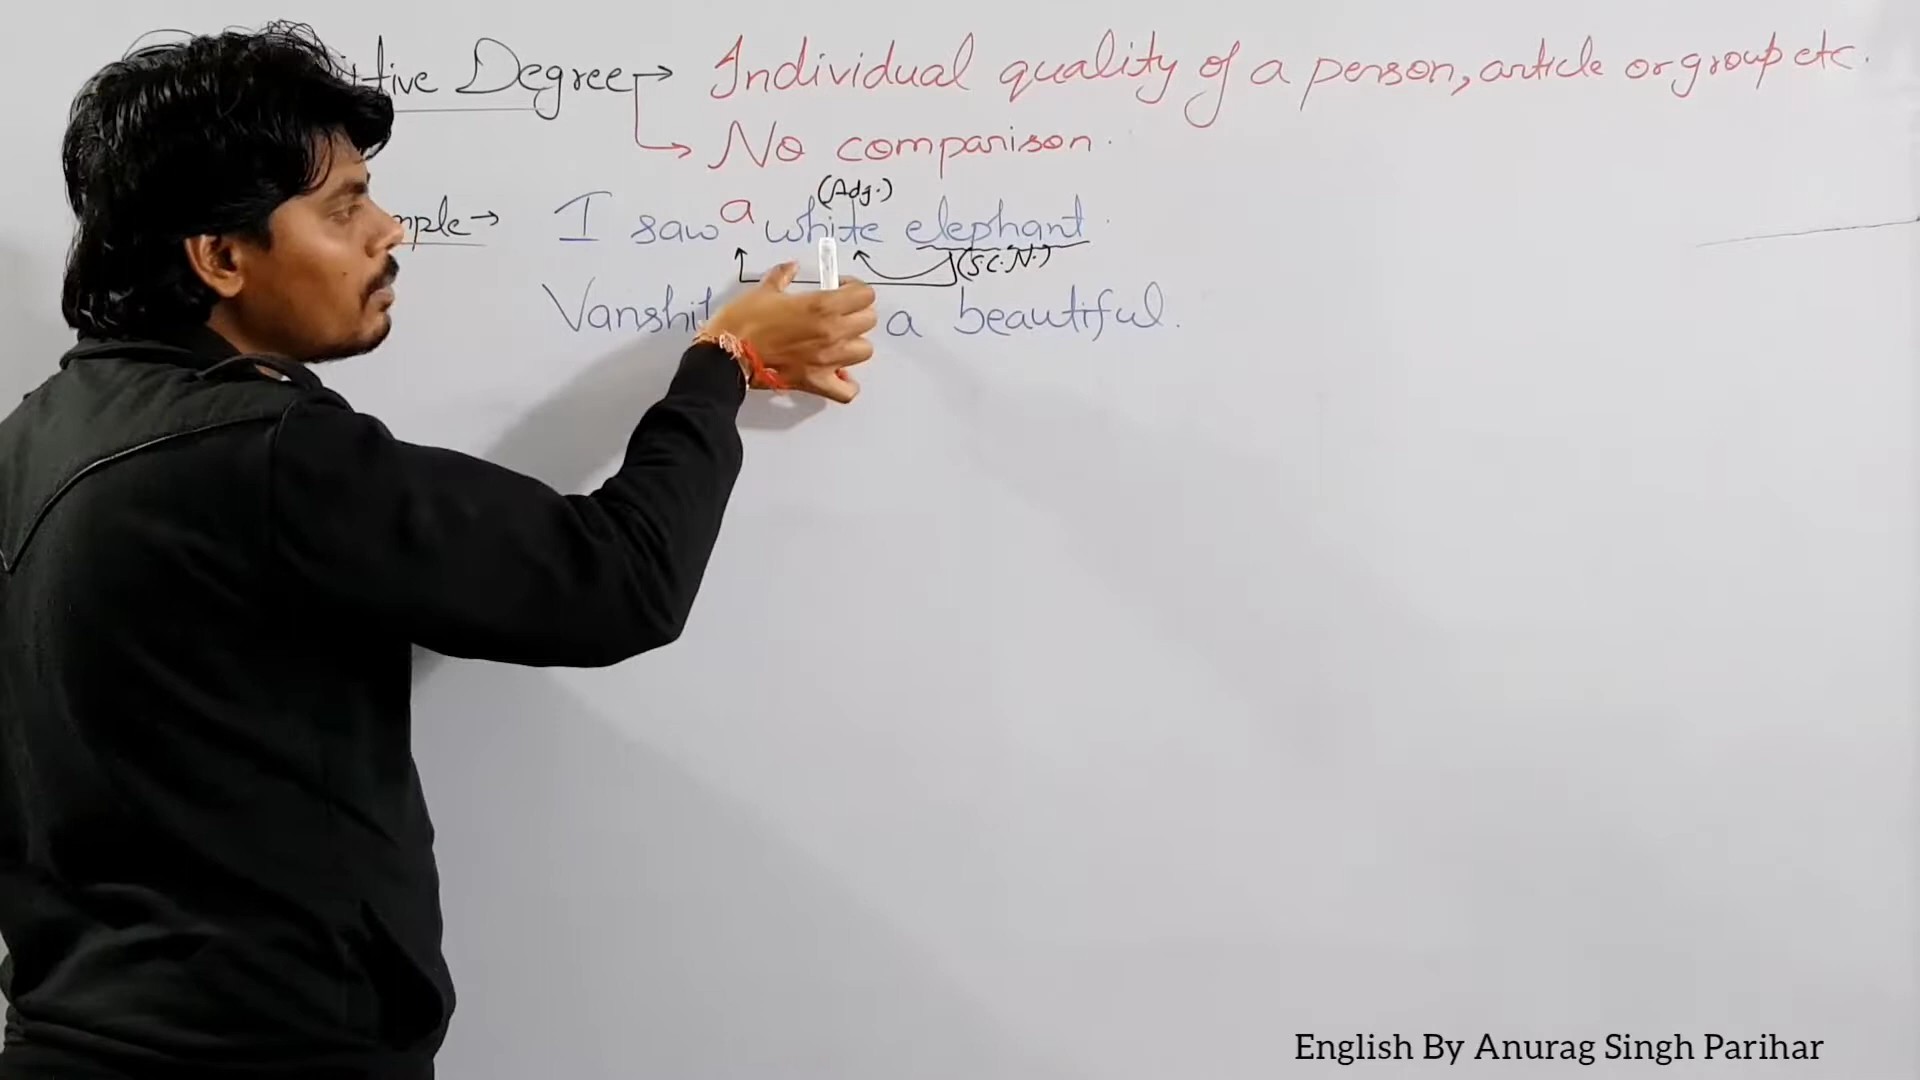 itive Degree → Individual quality of a person, article or group etc.
→ No comparison.
(Adj.)
mple → I saw a white elephant.
(S.C.N.)
Vanshit a beautiful.
English By Anurag Singh Parihar